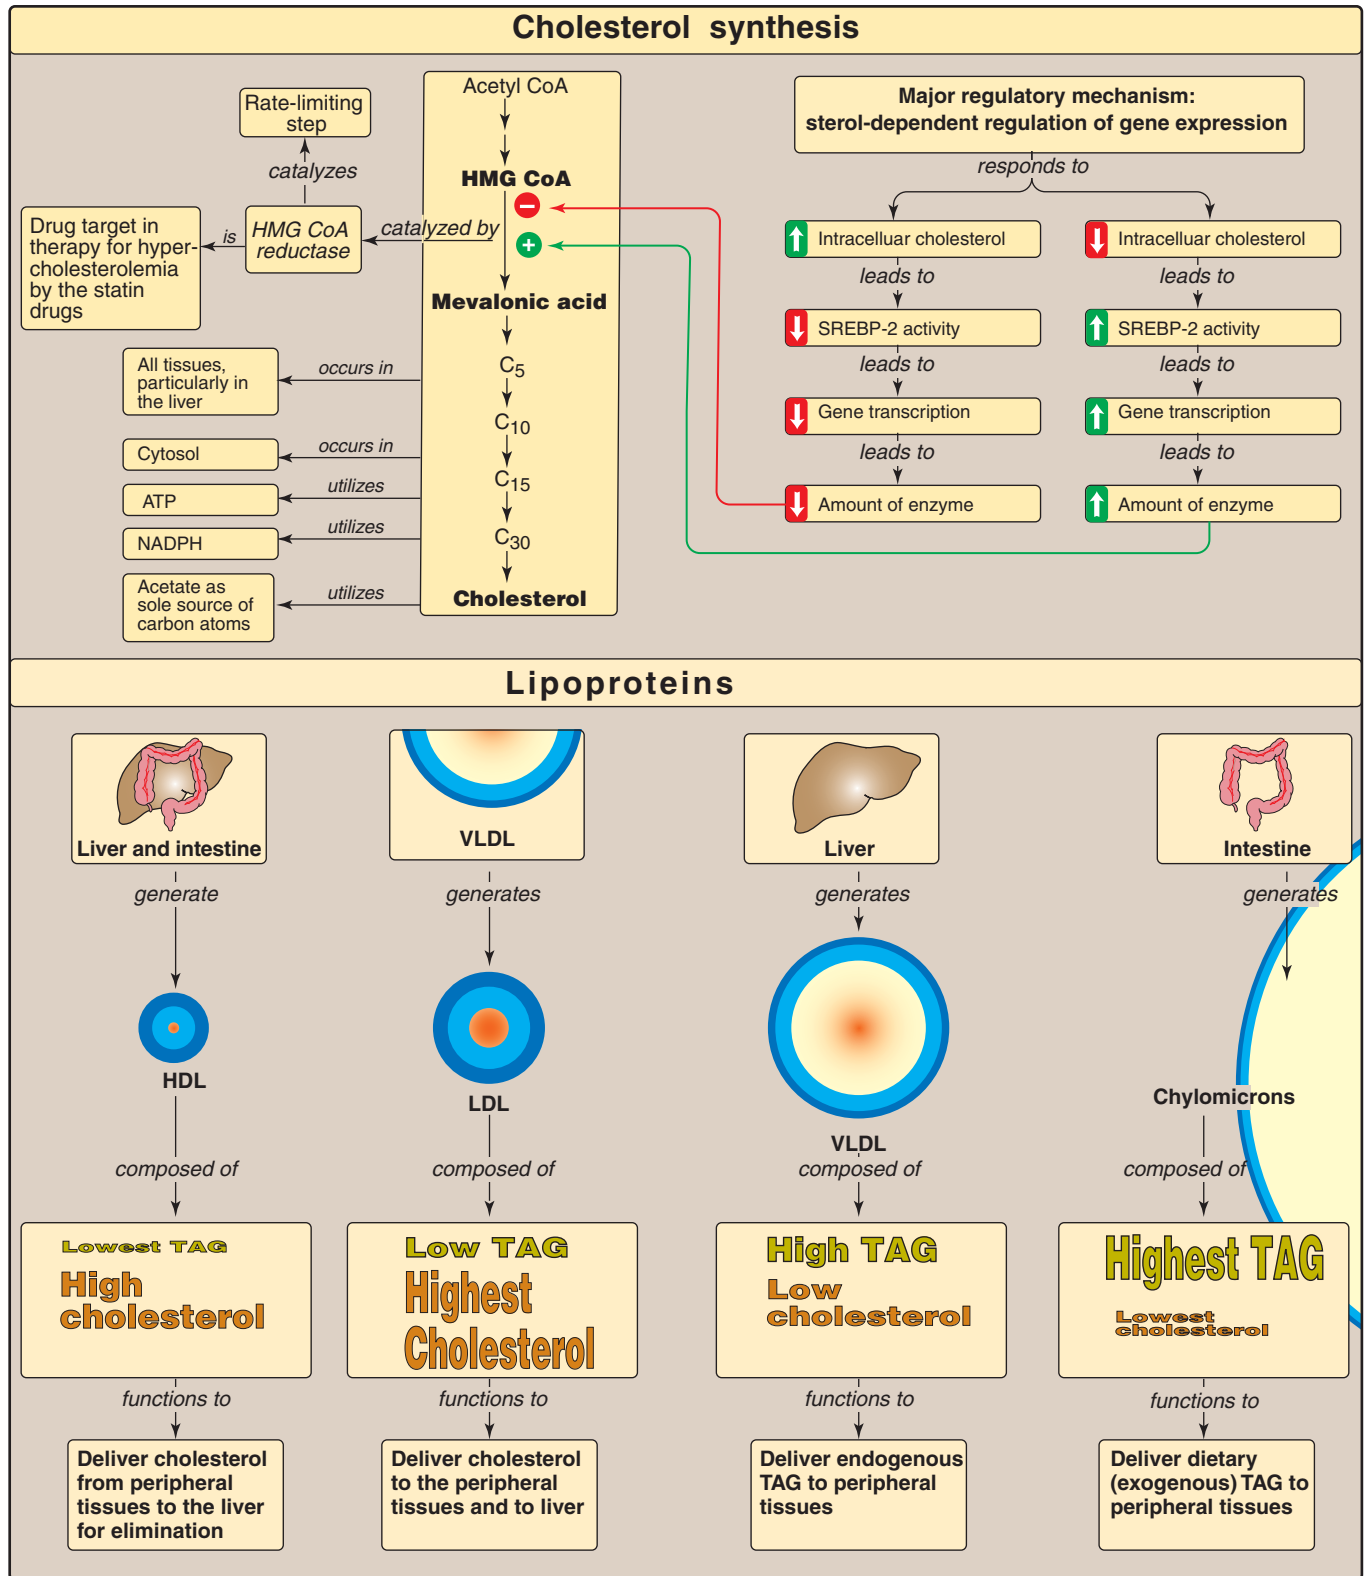 Cholesterol synthesis
Acetyl CoA
HMG CoA
Mevalonic acid
C5
C10
C15
C30
Cholesterol
catalyzed by
HMG CoA
reductase
catalyzes
Rate-limiting
step
is
Drug target in
therapy for hyper-
cholesterolemia
by the statin
drugs
occurs in
All tissues,
particularly in
the liver
occurs in
Cytosol
utilizes
ATP
utilizes
NADPH
utilizes
Acetate as
sole source of
carbon atoms
−
+
Major regulatory mechanism:
sterol-dependent regulation of gene expression
responds to
Intracelluar cholesterol
leads to
SREBP-2 activity
leads to
Gene transcription
leads to
Amount of enzyme
Intracelluar cholesterol
leads to
SREBP-2 activity
leads to
Gene transcription
leads to
Amount of enzyme
Lipoproteins
Liver and intestine
generate
HDL
composed of
Lowest TAG
High
cholesterol
functions to
Deliver cholesterol
from peripheral
tissues to the liver
for elimination
VLDL
generates
LDL
composed of
Low TAG
Highest
Cholesterol
functions to
Deliver cholesterol
to the peripheral
tissues and to liver
Liver
generates
VLDL
composed of
High TAG
Low
cholesterol
functions to
Deliver endogenous
TAG to peripheral
tissues
Intestine
generates
Chylomicrons
composed of
Highest TAG
Lowest
cholesterol
functions to
Deliver dietary
(exogenous) TAG to
peripheral tissues